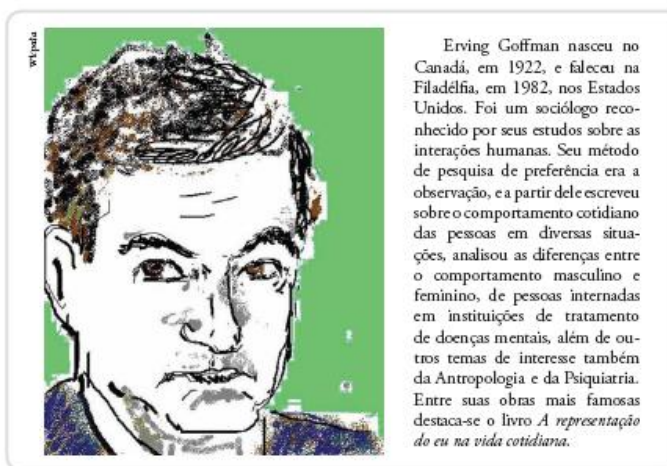 Wkpdia
Erving Goffman nasceu no
Canadá, em 1922, e faleceu na
Filadélfia, em 1982, nos Estados
Unidos. Foi um sociólogo reco-
nhecido por seus estudos sobre as
interações humanas. Seu método
de pesquisa de preferência era a
observação, e a partir dele escreveu
sobre o comportamento cotidiano
das pessoas em diversas situa-
ções, analisou as diferenças entre
o comportamento masculino e
feminino, de pessoas internadas
em instituições de tratamento
de doenças mentais, além de ou-
tros temas de interesse também
da Antropologia e da Psiquiatria.
Entre suas obras mais famosas
destaca-se o livro A representação
do eu na vida cotidiana.